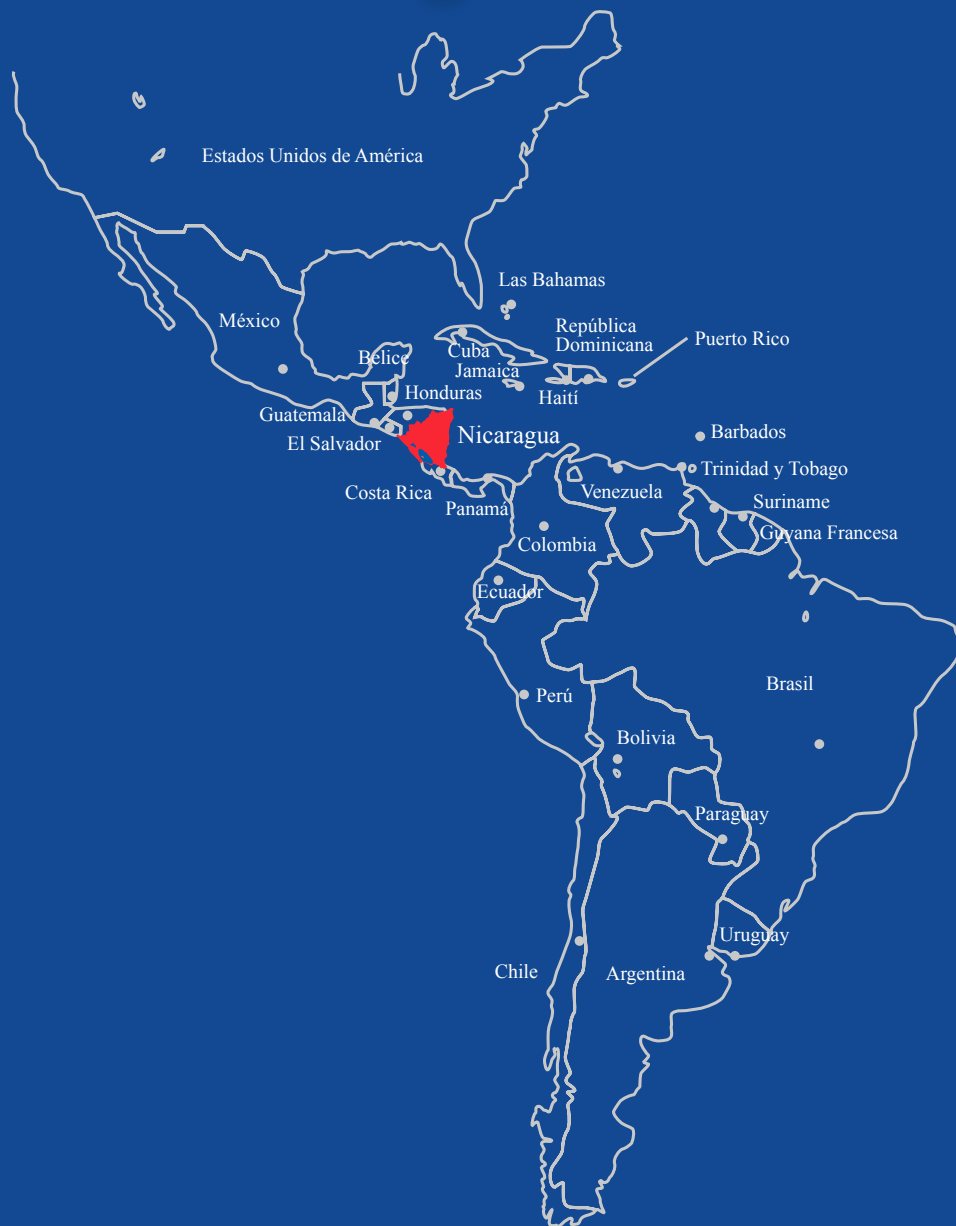 Estados Unidos de América
Las Bahamas
México
República
Dominicana
Puerto Rico
Cuba
Belice
Jamaica
Haití
Honduras
Guatemala
El Salvador
Nicaragua
Barbados
Trinidad y Tobago
Costa Rica
Venezuela
Panamá
Suriname
Guyana Francesa
Colombia
Ecuador
Perú
Brasil
Bolivia
Paraguay
Uruguay
Chile
Argentina